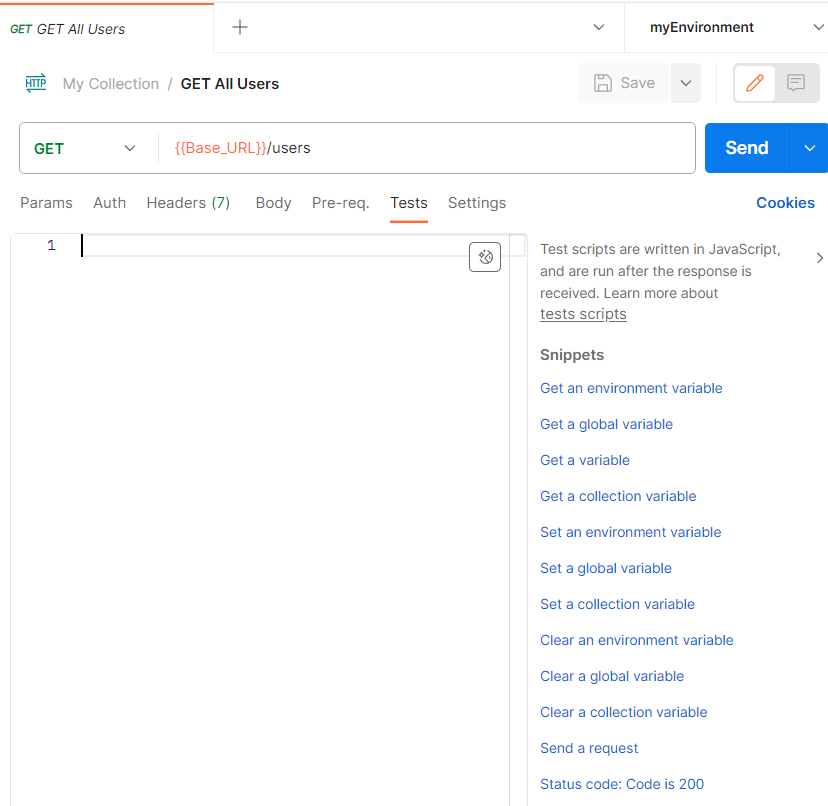 GET GET All Users
myEnvironment
HTTP My Collection / GET All Users
Save
GET {{Base_URL}}/users
Send
Params Auth Headers (7) Body Pre-req. Tests Settings
Cookies
1
Test scripts are written in JavaScript,
and are run after the response is
received. Learn more about
tests scripts
Snippets
Get an environment variable
Get a global variable
Get a variable
Get a collection variable
Set an environment variable
Set a global variable
Set a collection variable
Clear an environment variable
Clear a global variable
Clear a collection variable
Send a request
Status code: Code is 200